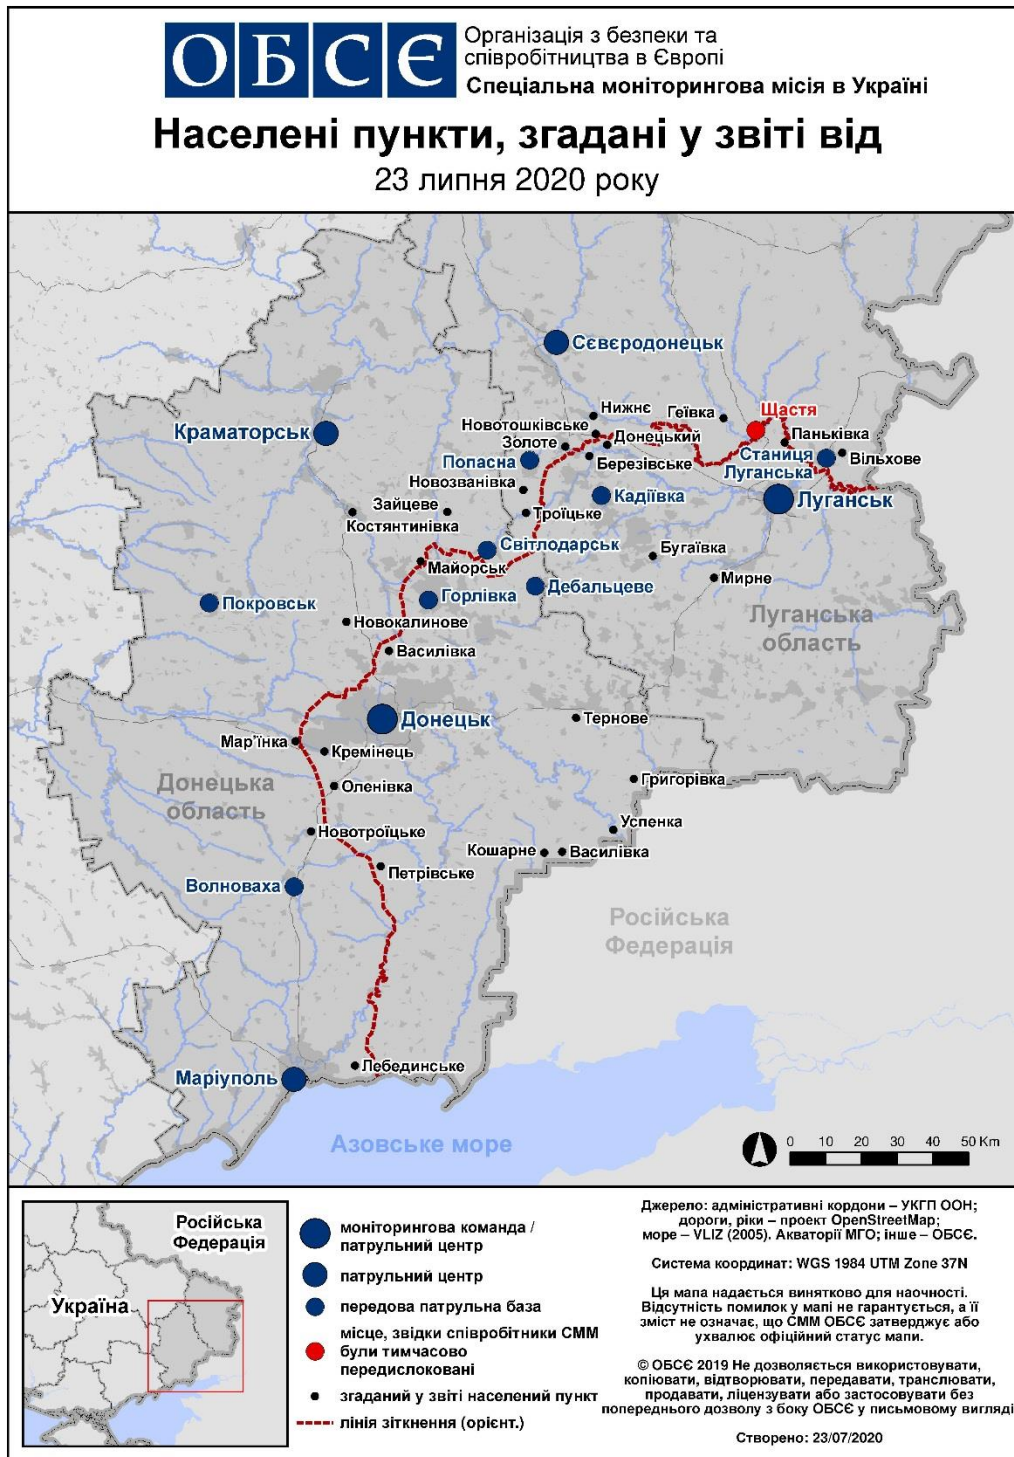 ОБСЄ
Організація з безпеки та
співробітництва в Європі
Спеціальна моніторингова місія в Україні
Населені пункти, згадані у звіті від
23 липня 2020 року
Сєвєродонецьк
Нижнє
Геївка
Щастя
Краматорськ
Новотошківське
Донецький
Паньківка
Золоте
Станиця
Луганська
Вільхове
Попасна
Березівське
Новозванівка
Кадіївка
Луганськ
Зайцеве
Троїцьке
Костянтинівка
Світлодарськ
Бугаївка
Майорськ
Мирне
Дебальцеве
Покровськ
Горлівка
Луганська
область
Новокалинове
Василівка
Донецьк
Тернове
Мар'їнка
Кремінець
Донецька
область
Оленівка
Григорівка
Новотроїцьке
Успенка
Кошарне
Василівка
Петрівське
Волноваха
Російська
Федерація
Лебединське
Маріуполь
Азовське море
0 10 20 30 40 50 Km
Російська
Федерація
Україна
моніторингова команда /
патрульний центр
патрульний центр
передова патрульна база
місце, звідки співробітники СММ
були тимчасово
передислоковані
згаданий у звіті населений пункт
лінія зіткнення (орієнт.)
Джерело: адміністративні кордони – УКГП ООН;
дороги, ріки – проект OpenStreetMap;
море – VLIZ (2005). Акваторії МГО; інше – ОБСЄ.
Система координат: WGS 1984 UTM Zone 37N
Ця мапа надається винятково для наочності.
Відсутність помилок у мапі не гарантується, а її
зміст не означає, що СММ ОБСЄ затверджує або
ухвалює офіційний статус мапи.
© ОБСЄ 2019 Не дозволяється використовувати,
копіювати, відтворювати, передавати, транслювати,
продавати, ліцензувати або застосовувати без
попереднього дозволу з боку ОБСЄ у письмовому вигляді
Створено: 23/07/2020